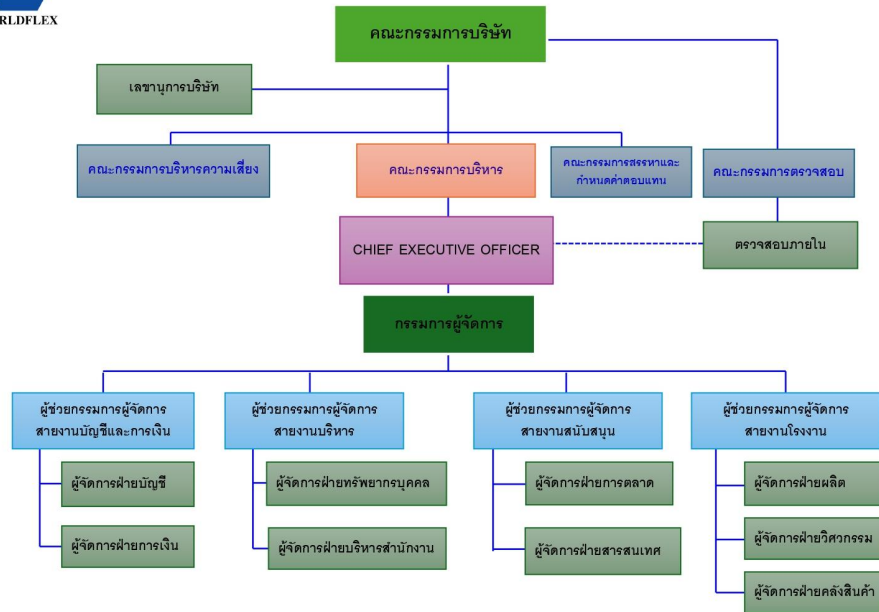 RLDFLEX
คณะกรรมการบริษัท
เลขานุการบริษัท
คณะกรรมการบริหารความเสี่ยง
คณะกรรมการบริหาร
คณะกรรมการสรรหาและ
กำหนดค่าตอบแทน
คณะกรรมการตรวจสอบ
CHIEF EXECUTIVE OFFICER
ตรวจสอบภายใน
กรรมการผู้จัดการ
ผู้ช่วยกรรมการผู้จัดการ
สายงานบัญชีและการเงิน
ผู้ช่วยกรรมการผู้จัดการ
สายงานบริหาร
ผู้ช่วยกรรมการผู้จัดการ
สายงานสนับสนุน
ผู้ช่วยกรรมการผู้จัดการ
สายงานโรงงาน
ผู้จัดการฝ่ายบัญชี
ผู้จัดการฝ่ายทรัพยากรบุคคล
ผู้จัดการฝ่ายการตลาด
ผู้จัดการฝ่ายผลิต
ผู้จัดการฝ่ายการเงิน
ผู้จัดการฝ่ายบริหารสำนักงาน
ผู้จัดการฝ่ายสารสนเทศ
ผู้จัดการฝ่ายวิศวกรรม
ผู้จัดการฝ่ายคลังสินค้า